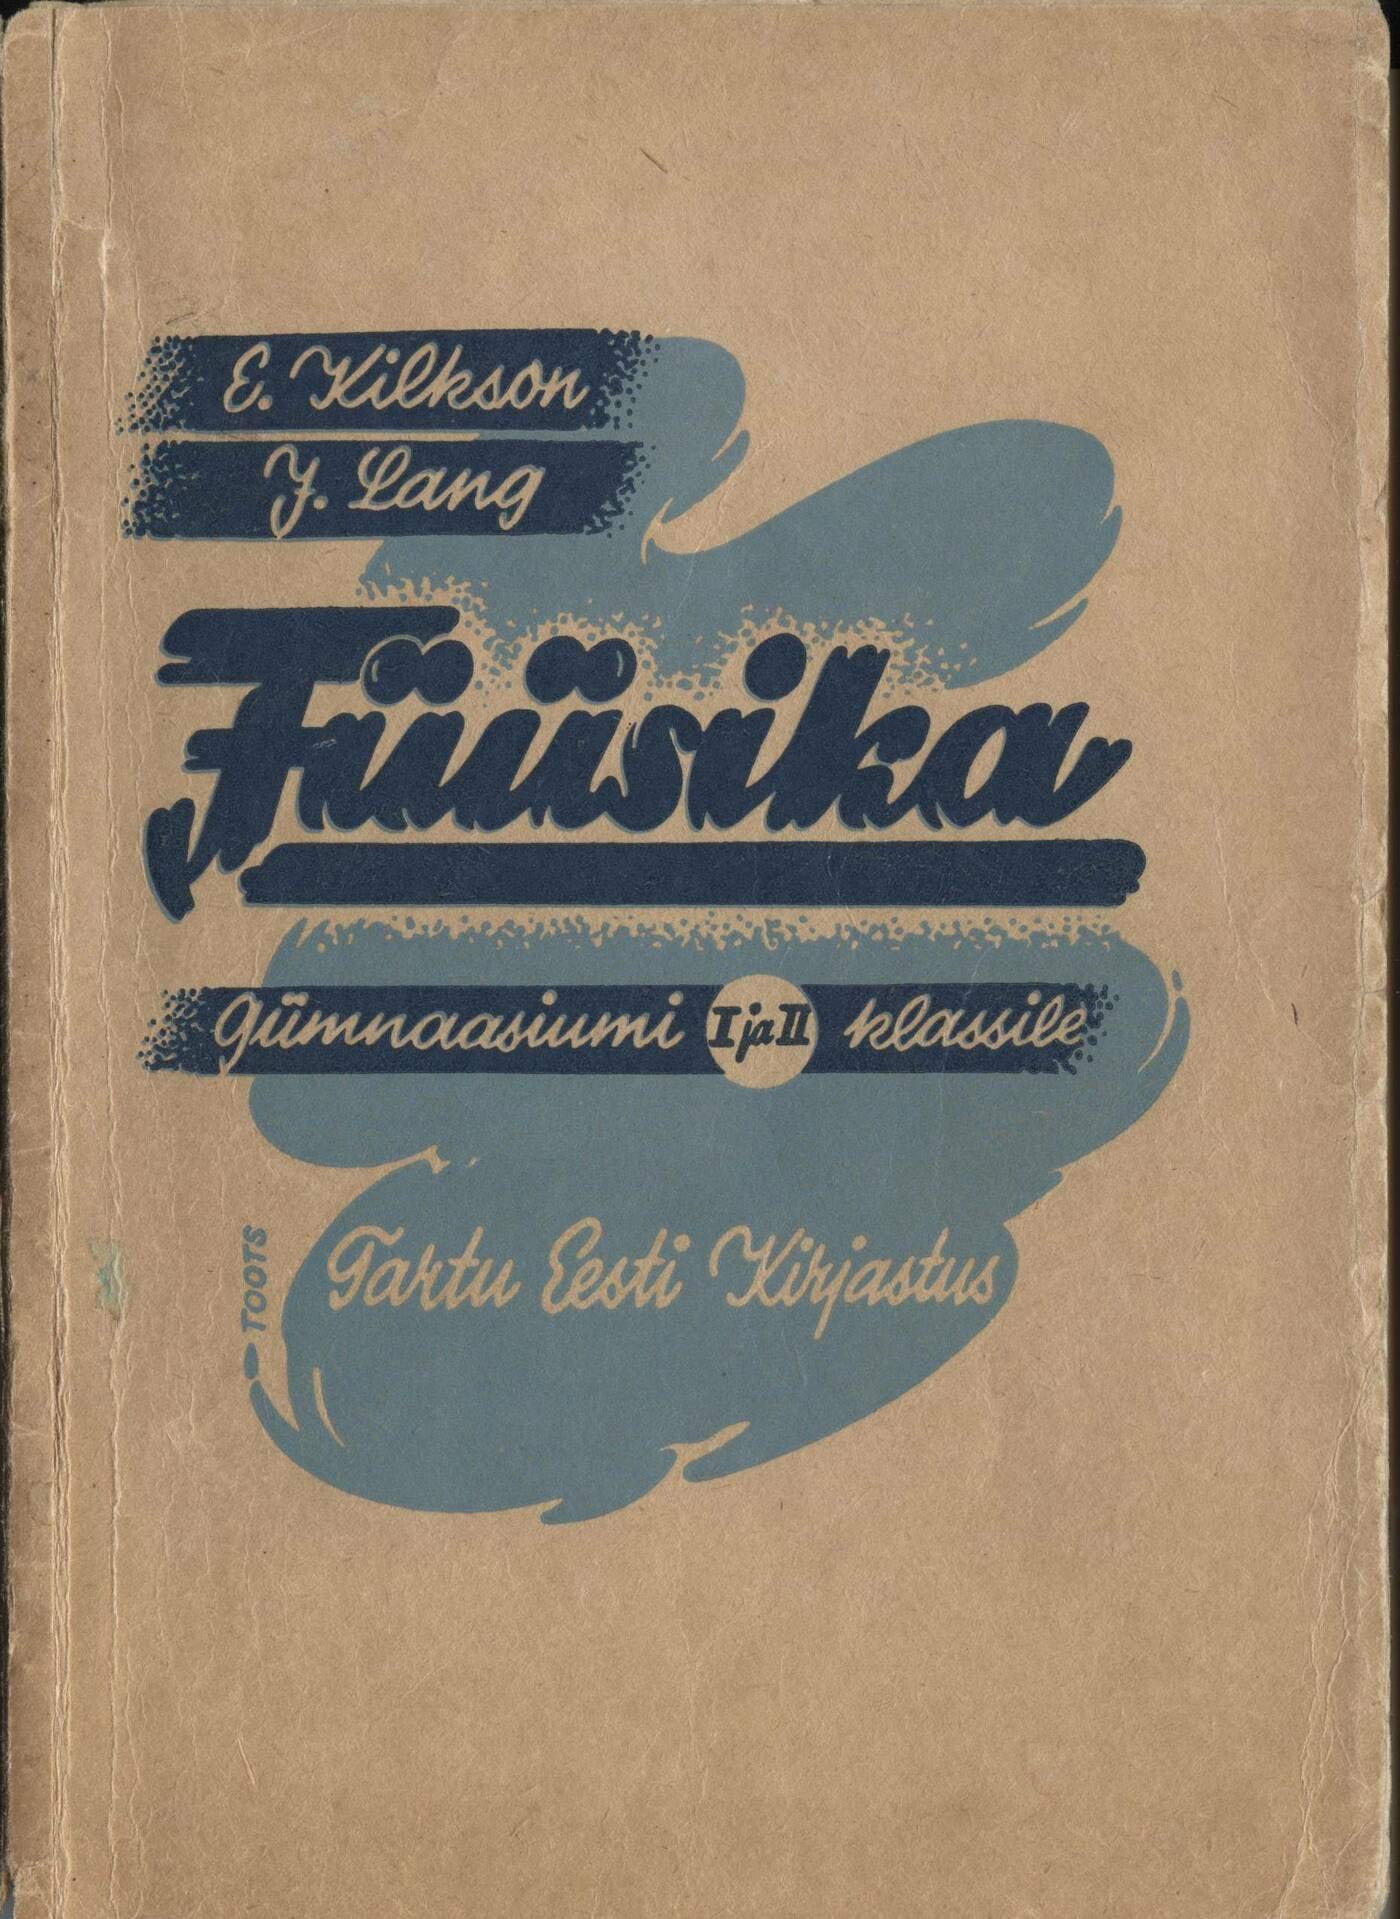 E. Kilkson
J. Lang
Füüsika
gümnaasiumi I ja II klassile
Tartu Eesti Kirjastus
TOOTS